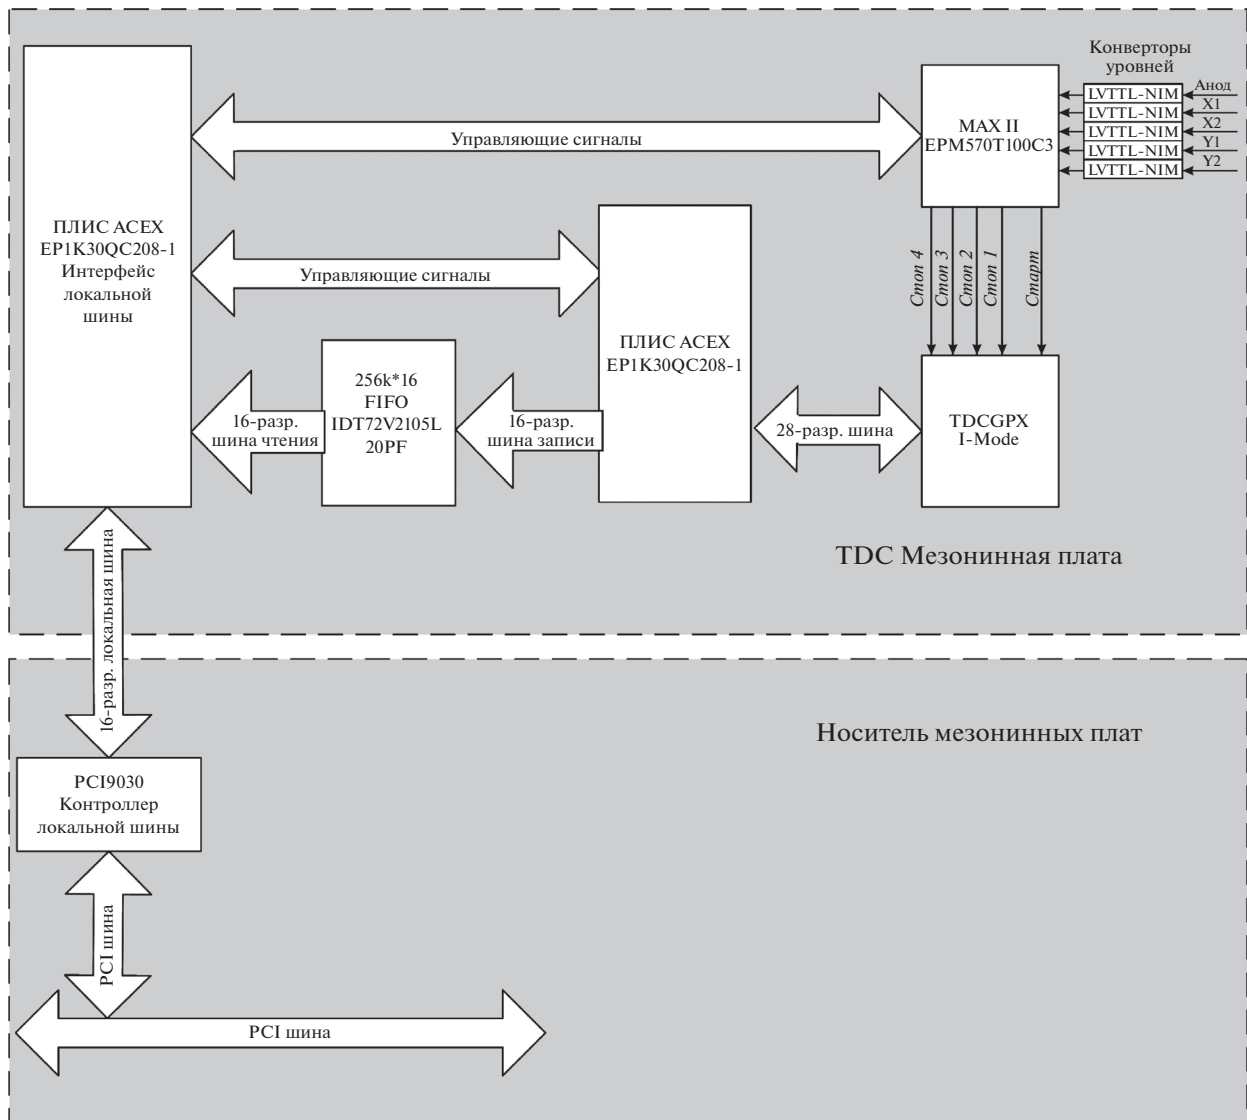 Конверторы
уровней
LVTTL-NIM
Анод
LVTTL-NIM
X1
LVTTL-NIM
X2
LVTTL-NIM
Y1
LVTTL-NIM
Y2
MAX II
EPM570T100C3
Управляющие сигналы
ПЛИС ACEX
EP1K30QC208-1
Интерфейс
локальной
шины
Управляющие сигналы
Стоп 4
Стоп 3
Стоп 2
Стоп 1
Старт
ПЛИС ACEX
EP1K30QC208-1
256k*16
FIFO
IDT72V2105L
20PF
16-разр.
шина чтения
16-разр.
шина записи
28-разр. шина
TDCGPX
I-Mode
TDC Мезонинная плата
16-разр. локальная шина
Носитель мезонинных плат
PCI9030
Контроллер
локальной шины
PCI шина
PCI шина